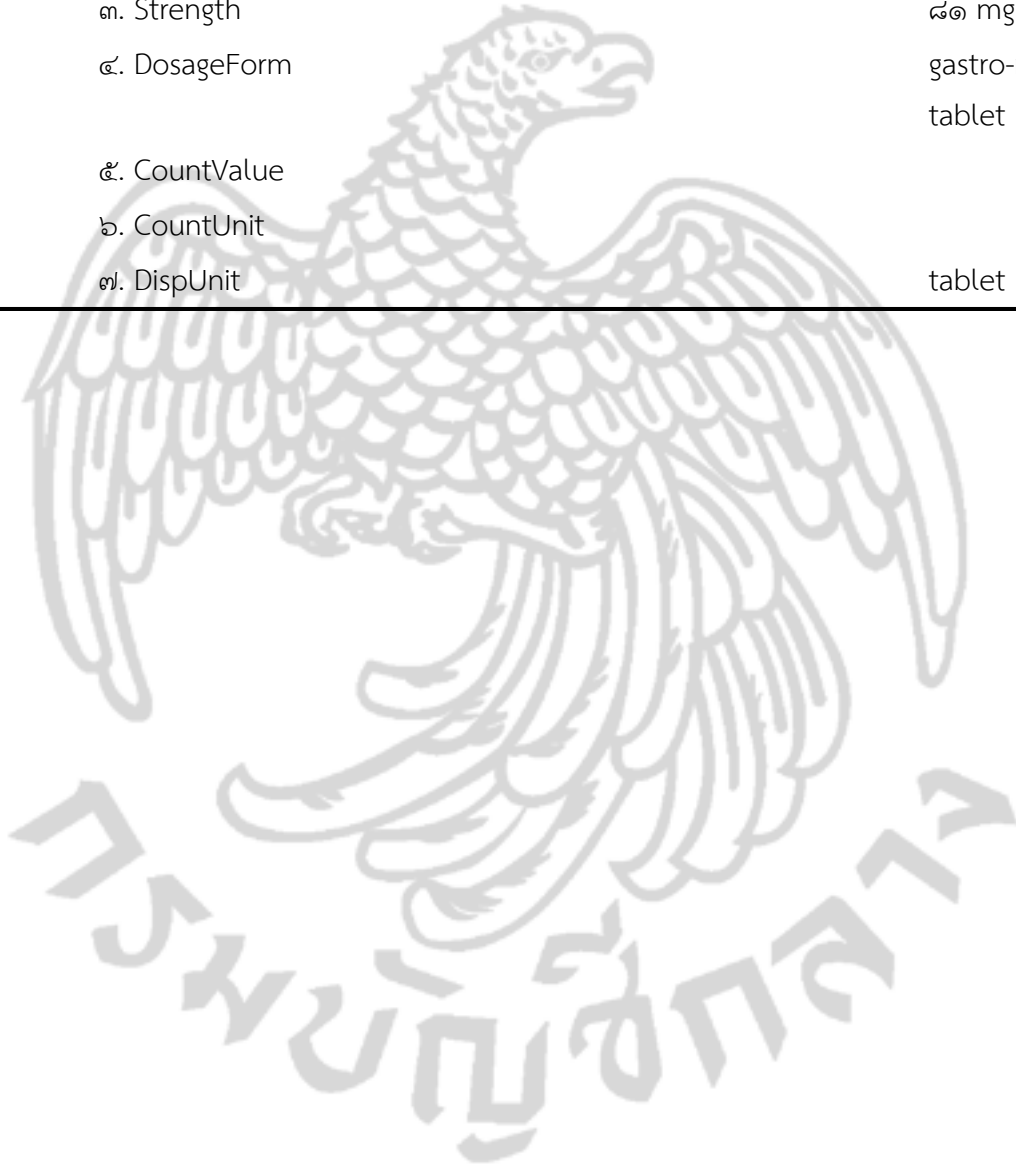 ๓. Strength ๘๑ mg
๔. DosageForm gastro-
tablet
๕. CountValue
๖. CountUnit
๗. DispUnit tablet
กรมบัญชีกลาง